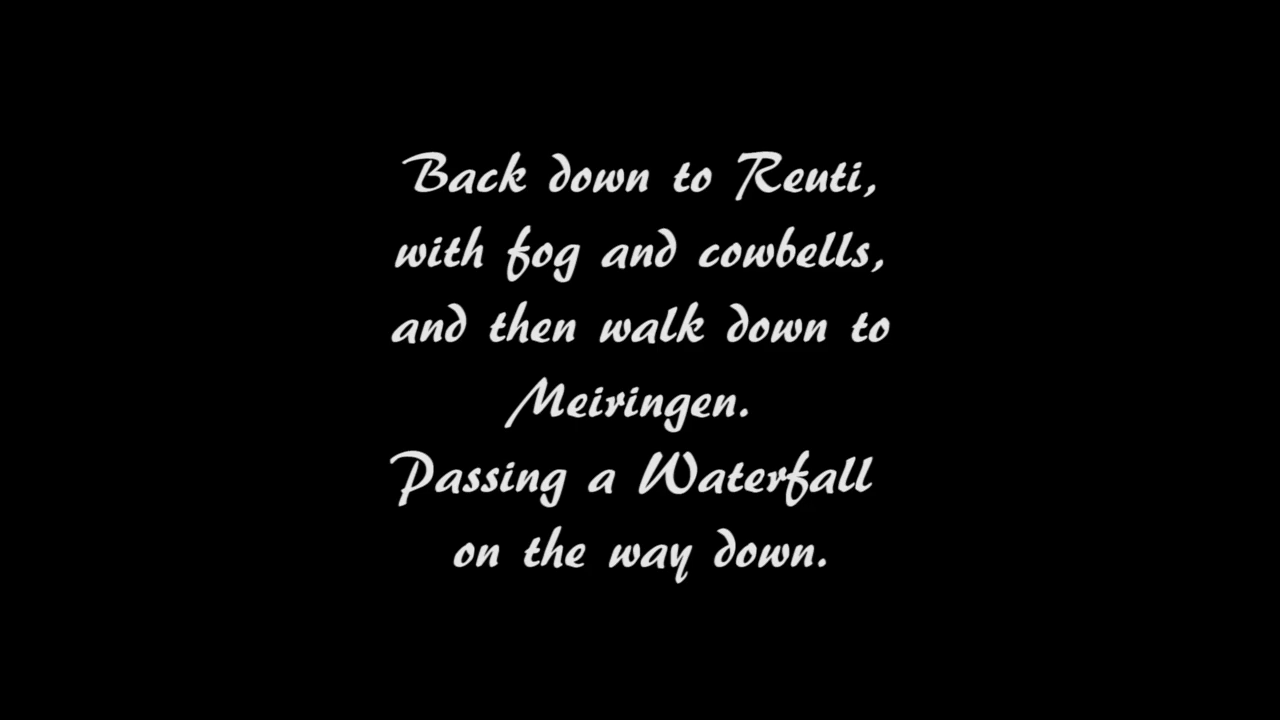 Back down to Reuti,
with fog and cowbells,
and then walk down to
Meiringen.
Passing a Waterfall
on the way down.